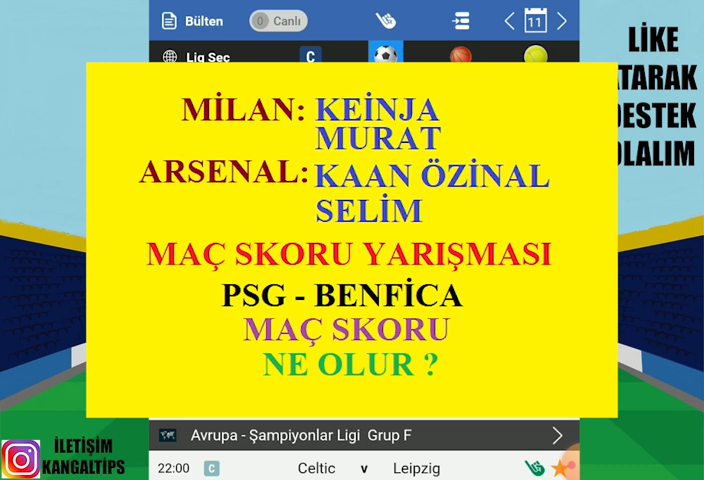 Bülten
0 Canlı
11
Lig Seç
C
LİKE
ATARAK
DESTEK
OLALIM
MİLAN: KEİNJA
MURAT
ARSENAL: KAAN ÖZİNAL
SELİM
MAÇ SKORU YARIŞMASI
PSG - BENFİCA
MAÇ SKORU
NE OLUR ?
Avrupa - Şampiyonlar Ligi Grup F
22:00 C Celtic v Leipzig
İLETİŞİM
KANGALTİPS